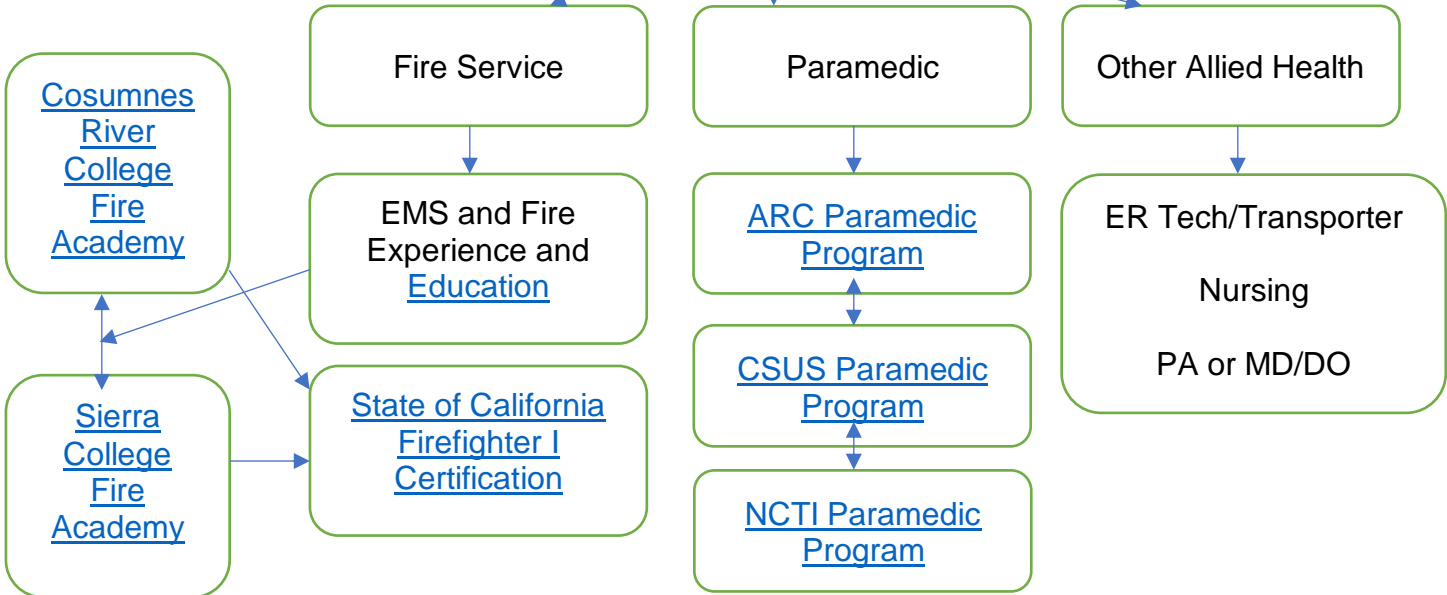 Fire Service
Paramedic
Other Allied Health
Cosumnes
River
College
Fire
Academy
EMS and Fire
Experience and
Education
ARC Paramedic
Program
ER Tech/Transporter
Nursing
PA or MD/DO
Sierra
College
Fire
Academy
State of California
Firefighter I
Certification
CSUS Paramedic
Program
NCTI Paramedic
Program